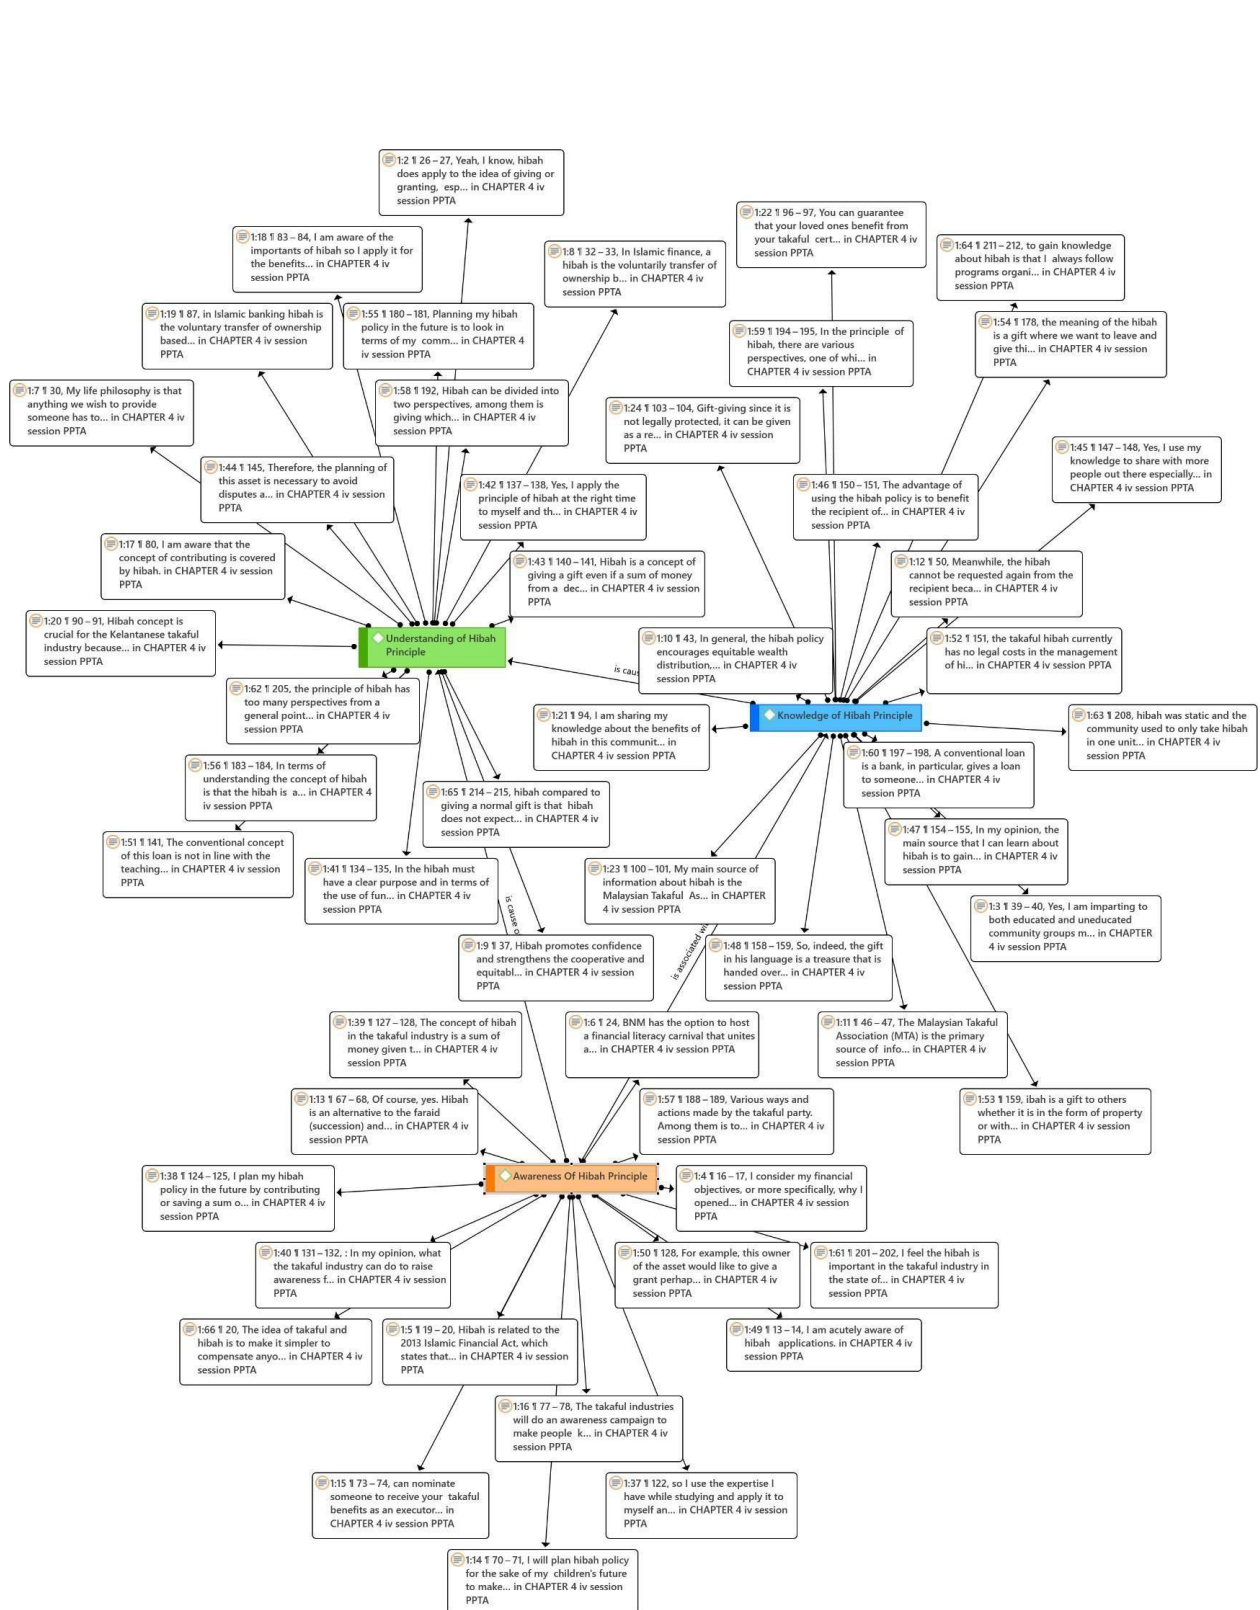 1:2 ¶ 26 – 27, Yeah, I know, hibah
does apply to the idea of giving or
granting, esp... in CHAPTER 4 iv
session PPTA
1:22 ¶ 96 – 97, You can guarantee
that your loved ones benefit from
your takaful cert... in CHAPTER 4 iv
session PPTA
1:18 ¶ 83 – 84, I am aware of the
importants of hibah so I apply it for
the benefits... in CHAPTER 4 iv
session PPTA
1:8 ¶ 32 – 33, In Islamic finance, a
hibah is the voluntarily transfer of
ownership b... in CHAPTER 4 iv
session PPTA
1:64 ¶ 211 – 212, to gain knowledge
about hibah is that I always follow
programs organi... in CHAPTER 4 iv
session PPTA
1:19 ¶ 87, in Islamic banking hibah is
the voluntary transfer of ownership
based... in CHAPTER 4 iv session
PPTA
1:55 ¶ 180 – 181, Planning my hibah
policy in the future is to look in
terms of my comm... in CHAPTER 4
iv session PPTA
1:59 ¶ 194 – 195, In the principle of
hibah, there are various
perspectives, one of whi... in
CHAPTER 4 iv session PPTA
1:54 ¶ 178, the meaning of the hibah
is a gift where we want to leave and
give thi... in CHAPTER 4 iv session
PPTA
1:7 ¶ 30, My life philosophy is that
anything we wish to provide
someone has to... in CHAPTER 4 iv
session PPTA
1:58 ¶ 192, Hibah can be divided into
two perspectives, among them is
giving which... in CHAPTER 4 iv
session PPTA
1:24 ¶ 103 – 104, Gift-giving since it is
not legally protected, it can be given
as a re... in CHAPTER 4 iv session
PPTA
1:45 ¶ 147 – 148, Yes, I use my
knowledge to share with more
people out there especially... in
CHAPTER 4 iv session PPTA
1:44 ¶ 145, Therefore, the planning of
this asset is necessary to avoid
disputes a... in CHAPTER 4 iv session
PPTA
1:42 ¶ 137 – 138, Yes, I apply the
principle of hibah at the right time
to myself and th... in CHAPTER 4 iv
session PPTA
1:46 ¶ 150 – 151, The advantage of
using the hibah policy is to benefit
the recipient of... in CHAPTER 4 iv
session PPTA
1:17 ¶ 80, I am aware that the
concept of contributing is covered
by hibah. in CHAPTER 4 iv session
PPTA
1:43 ¶ 140 – 141, Hibah is a concept of
giving a gift even if a sum of money
from a dec... in CHAPTER 4 iv session
PPTA
1:12 ¶ 50, Meanwhile, the hibah
cannot be requested again from the
recipient beca... in CHAPTER 4 iv
session PPTA
1:20 ¶ 90 – 91, Hibah concept is
crucial for the Kelantanese takaful
industry because... in CHAPTER 4 iv
session PPTA
Understanding of Hibah
Principle
is cau
1:10 ¶ 43, In general, the hibah policy
encourages equitable wealth
distribution,... in CHAPTER 4 iv
session PPTA
1:52 ¶ 151, the takaful hibah currently
has no legal costs in the management
of hi... in CHAPTER 4 iv session PPTA
1:62 ¶ 205, the principle of hibah has
too many perspectives from a
general point... in CHAPTER 4 iv
session PPTA
1:21 ¶ 94, I am sharing my
knowledge about the benefits of
hibah in this communit... in
CHAPTER 4 iv session PPTA
Knowledge of Hibah Principle
1:63 ¶ 208, hibah was static and the
community used to only take hibah
in one unit... in CHAPTER 4 iv
session PPTA
1:56 ¶ 183 – 184, In terms of
understanding the concept of hibah
is that the hibah is a... in CHAPTER 4
iv session PPTA
1:60 ¶ 197 – 198, A conventional loan
is a bank, in particular, gives a loan
to someone... in CHAPTER 4 iv
session PPTA
1:65 ¶ 214 – 215, hibah compared to
giving a normal gift is that hibah
does not expect... in CHAPTER 4 iv
session PPTA
1:47 ¶ 154 – 155, In my opinion, the
main source that I can learn about
hibah is to gain... in CHAPTER 4 iv
session PPTA
1:51 ¶ 141, The conventional concept
of this loan is not in line with the
teaching... in CHAPTER 4 iv session
PPTA
1:41 ¶ 134 – 135, In the hibah must
have a clear purpose and in terms of
the use of fun... in CHAPTER 4 iv
session PPTA
is cause o
1:23 ¶ 100 – 101, My main source of
information about hibah is the
Malaysian Takaful As... in CHAPTER
4 iv session PPTA
is associated wi
1:3 ¶ 39 – 40, Yes, I am imparting to
both educated and uneducated
community groups m... in CHAPTER
4 iv session PPTA
1:9 ¶ 37, Hibah promotes confidence
and strengthens the cooperative and
equitabl... in CHAPTER 4 iv session
PPTA
1:48 ¶ 158 – 159, So, indeed, the gift
in his language is a treasure that is
handed over... in CHAPTER 4 iv
session PPTA
1:39 ¶ 127 – 128, The concept of hibah
in the takaful industry is a sum of
money given t... in CHAPTER 4 iv
session PPTA
1:6 ¶ 24, BNM has the option to host
a financial literacy carnival that unites
a... in CHAPTER 4 iv session PPTA
1:11 ¶ 46 – 47, The Malaysian Takaful
Association (MTA) is the primary
source of info... in CHAPTER 4 iv
session PPTA
1:13 ¶ 67 – 68, Of course, yes. Hibah
is an alternative to the faraid
(succession) and... in CHAPTER 4 iv
session PPTA
1:57 ¶ 188 – 189, Various ways and
actions made by the takaful party.
Among them is to... in CHAPTER 4 iv
session PPTA
1:53 ¶ 159, ibah is a gift to others
whether it is in the form of property
or with... in CHAPTER 4 iv session
PPTA
1:38 ¶ 124 – 125, I plan my hibah
policy in the future by contributing
or saving a sum o... in CHAPTER 4 iv
session PPTA
Awareness Of Hibah Principle
1:4 ¶ 16 – 17, I consider my financial
objectives, or more specifically, why I
opened... in CHAPTER 4 iv session
PPTA
1:40 ¶ 131 – 132, : In my opinion, what
the takaful industry can do to raise
awareness f... in CHAPTER 4 iv session
PPTA
1:50 ¶ 128, For example, this owner
of the asset would like to give a
grant perhap... in CHAPTER 4 iv
session PPTA
1:61 ¶ 201 – 202, I feel the hibah is
important in the takaful industry in
the state of... in CHAPTER 4 iv
session PPTA
1:66 ¶ 20, The idea of takaful and
hibah is to make it simpler to
compensate anyo... in CHAPTER 4 iv
session PPTA
1:5 ¶ 19 – 20, Hibah is related to the
2013 Islamic Financial Act, which
states that... in CHAPTER 4 iv session
PPTA
1:49 ¶ 13 – 14, I am acutely aware of
hibah applications. in CHAPTER 4 iv
session PPTA
1:16 ¶ 77 – 78, The takaful industries
will do an awareness campaign to
make people k... in CHAPTER 4 iv
session PPTA
1:15 ¶ 73 – 74, can nominate
someone to receive your takaful
benefits as an executor... in
CHAPTER 4 iv session PPTA
1:37 ¶ 122, so I use the expertise I
have while studying and apply it to
myself an... in CHAPTER 4 iv session
PPTA
1:14 ¶ 70 – 71, I will plan hibah policy
for the sake of my children's future
to make... in CHAPTER 4 iv session
PPTA